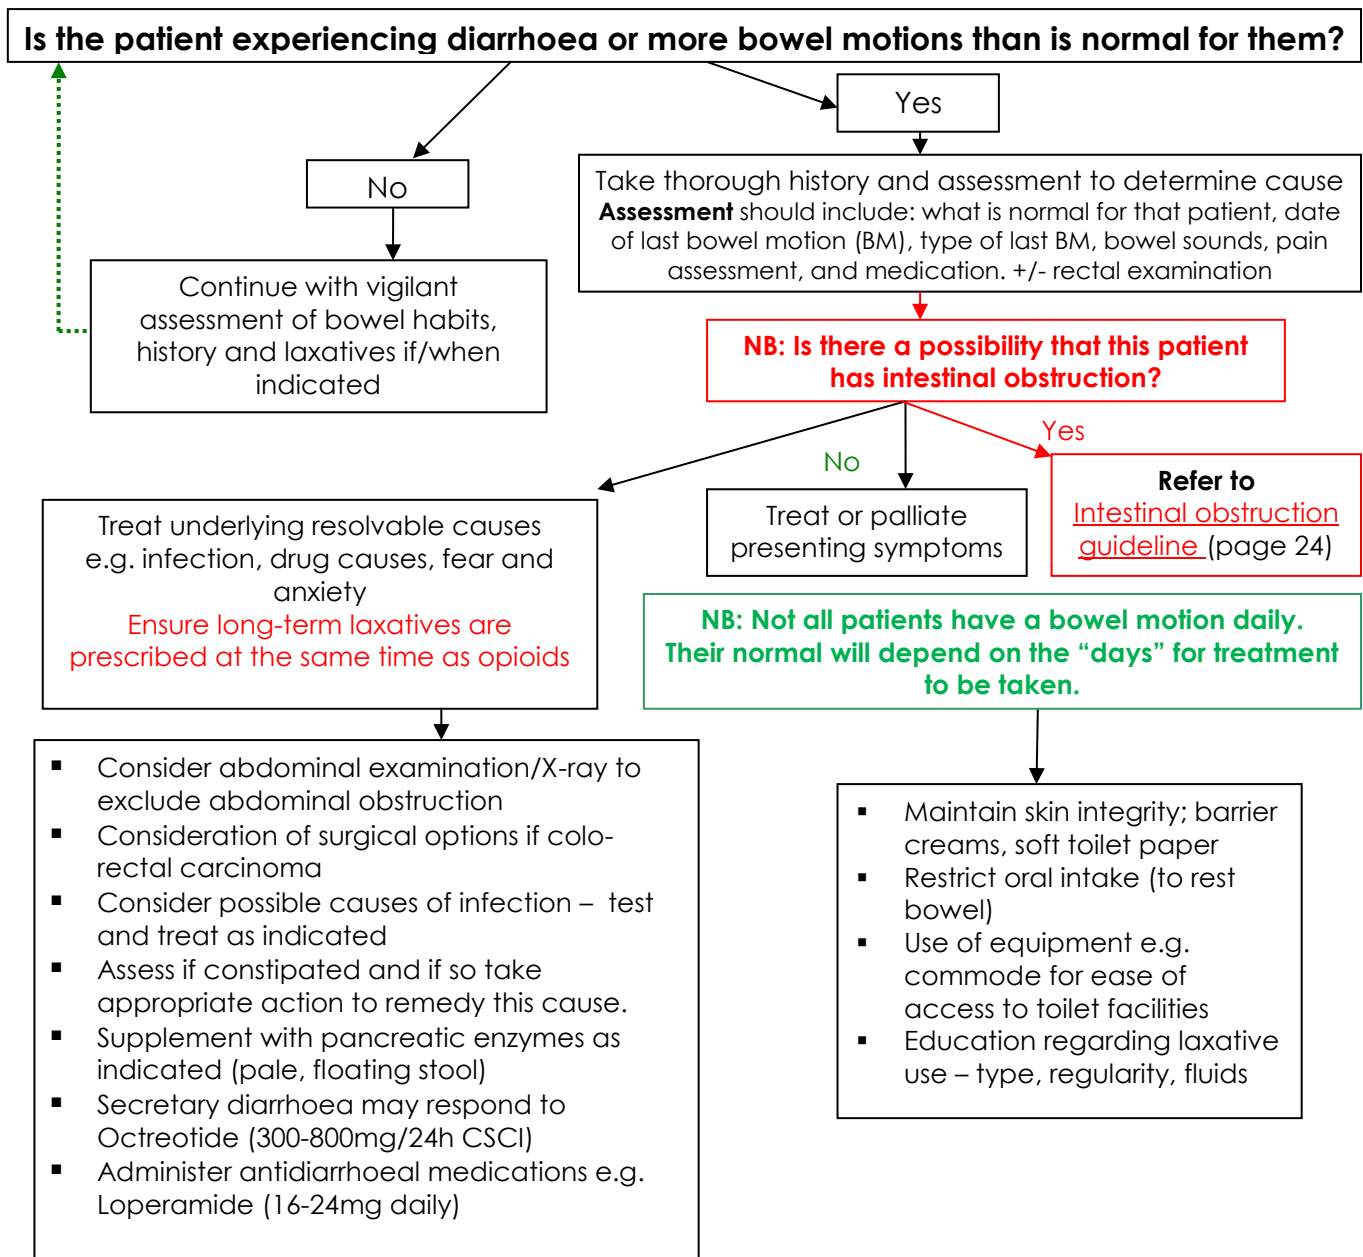 Is the patient experiencing diarrhoea or more bowel motions than is normal for them?
Yes
No
Take thorough history and assessment to determine cause
Assessment should include: what is normal for that patient, date
of last bowel motion (BM), type of last BM, bowel sounds, pain
assessment, and medication. +/- rectal examination
Continue with vigilant
assessment of bowel habits,
history and laxatives if/when
indicated
NB: Is there a possibility that this patient
has intestinal obstruction?
Yes
No
Refer to
Intestinal obstruction
guideline (page 24)
Treat or palliate
presenting symptoms
Treat underlying resolvable causes
e.g. infection, drug causes, fear and
anxiety
Ensure long-term laxatives are
prescribed at the same time as opioids
NB: Not all patients have a bowel motion daily.
Their normal will depend on the “days” for treatment
to be taken.
▪ Consider abdominal examination/X-ray to
exclude abdominal obstruction
▪ Consideration of surgical options if colo-
rectal carcinoma
▪ Consider possible causes of infection – test
and treat as indicated
▪ Assess if constipated and if so take
appropriate action to remedy this cause.
▪ Supplement with pancreatic enzymes as
indicated (pale, floating stool)
▪ Secretary diarrhoea may respond to
Octreotide (300-800mg/24h CSCI)
▪ Administer antidiarrhoeal medications e.g.
Loperamide (16-24mg daily)
▪ Maintain skin integrity; barrier
creams, soft toilet paper
▪ Restrict oral intake (to rest
bowel)
▪ Use of equipment e.g.
commode for ease of
access to toilet facilities
▪ Education regarding laxative
use – type, regularity, fluids